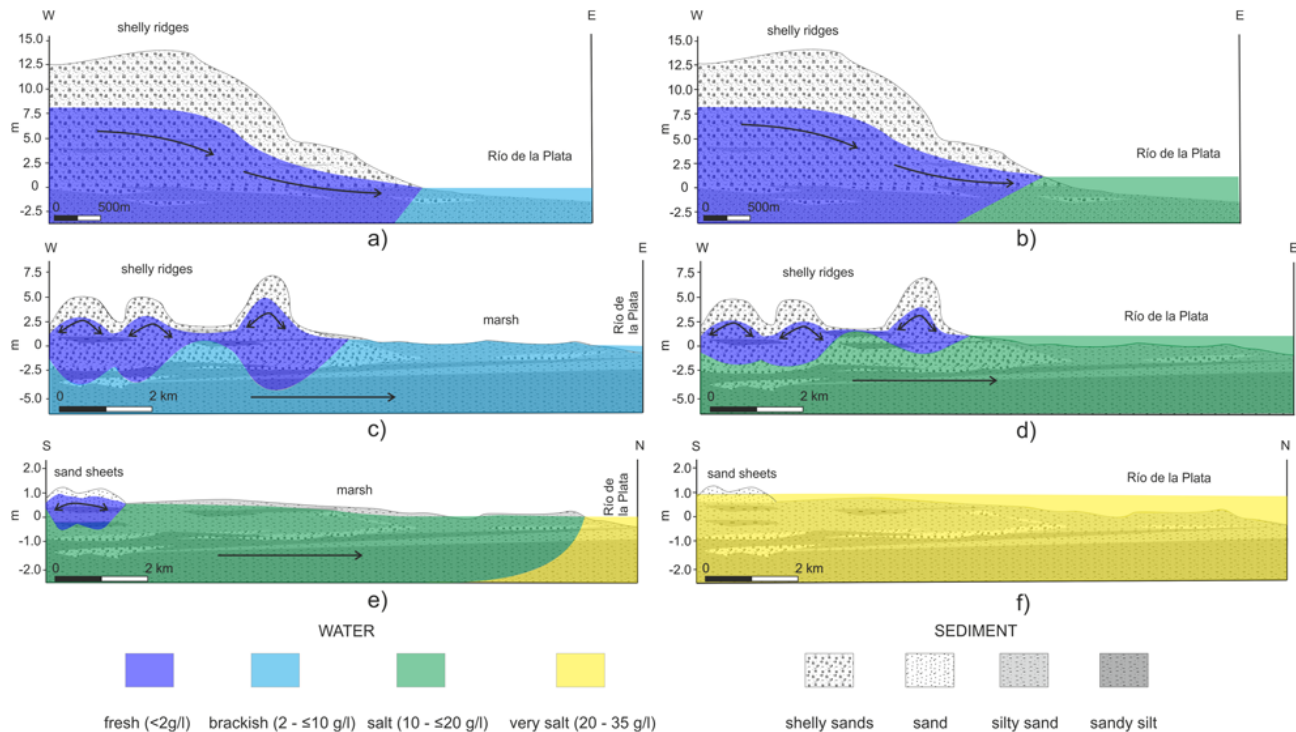 W E
shelly ridges
15.0
12.5
10.0
7.5
m
5.0
2.5
0
-2.5
Río de la Plata
0 500m
a)
W E
shelly ridges
15.0
12.5
10.0
7.5
m
5.0
2.5
0
-2.5
Río de la Plata
0 500m
b)
W E
shelly ridges
7.5
5.0
2.5
m
0
-2.5
-5.0
marsh
Río de
la Plata
0 2 km
c)
W E
shelly ridges
7.5
5.0
2.5
m
0
-2.5
-5.0
Río de la Plata
0 2 km
d)
S N
sand sheets
2.0
1.0
m
0
-1.0
-2.0
marsh
Río de
la Plata
0 2 km
e)
S N
sand sheets
2.0
1.0
m
0
-1.0
-2.0
Río de la Plata
0 2 km
f)
WATER
fresh (<2g/l) brackish (2 - ≤10 g/l) salt (10 - ≤20 g/l) very salt (20 - 35 g/l)
SEDIMENT
shelly sands sand silty sand sandy silt